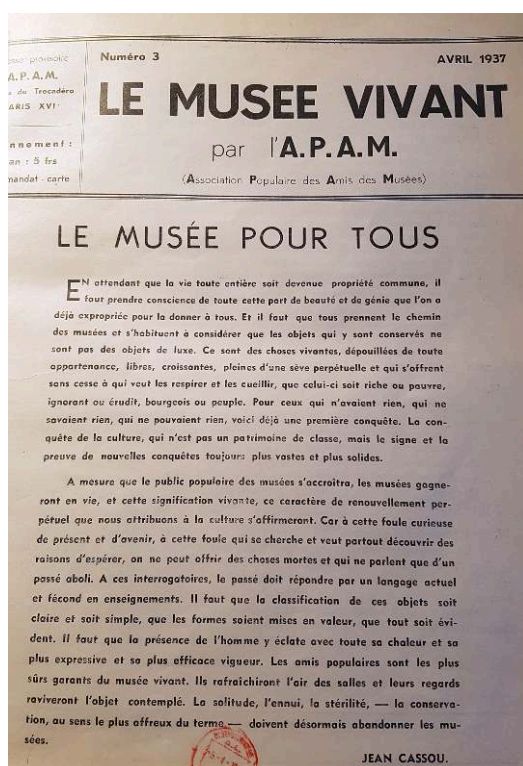 A.P.A.M.
du Trocadéro
PARIS XVIe
an : 5 frs
mandat - carte
Numéro 3
AVRIL 1937
LE MUSEE VIVANT
par l'A.P.A.M.
(Association Populaire des Amis des Musées)
LE MUSÉE POUR TOUS
EN attendant que la vie toute entière soit devenue propriété commune, il
faut prendre conscience de toute cette part de beauté et de génie que l'on a
déjà expropriée pour la donner à tous. Et il faut que tous prennent le chemin
des musées et s'habituent à considérer que les objets qui y sont conservés ne
sont pas des objets de luxe. Ce sont des choses vivantes, dépouillées de toute
appartenance, libres, croissantes, pleines d'une sève perpétuelle et qui s'offrent
sans cesse à qui veut les respirer et les cueillir, que celui-ci soit riche ou pauvre,
ignorant ou érudit, bourgeois ou peuple. Pour ceux qui n'avaient rien, qui ne
savaient rien, qui ne pouvaient rien, voici déjà une première conquête. La con-
quête de la culture, qui n'est pas un patrimoine de classe, mais le signe et la
preuve de nouvelles conquêtes toujours plus vastes et plus solides.
A mesure que le public populaire des musées s'accroîtra, les musées gagne-
ront en vie, et cette signification vivante, ce caractère de renouvellement per-
pétuel que nous attribuons à la culture s'affirmeront. Car à cette foule curieuse
de présent et d'avenir, à cette foule qui se cherche et veut partout découvrir des
raisons d'espérer, on ne peut offrir des choses mortes et qui ne parlent que d'un
passé aboli. A ces interrogatoires, le passé doit répondre par un langage actuel
et fécond en enseignements. Il faut que la classification de ces objets soit
claire et soit simple, que les formes soient mises en valeur, que tout soit évi-
dent. Il faut que la présence de l'homme y éclate avec toute sa chaleur et sa
plus expressive et sa plus efficace vigueur. Les amis populaires sont les plus
sûrs garants du musée vivant. Ils rafraîchiront l'air des salles et leurs regards
raviveront l'objet contemplé. La solitude, l'ennui, la stérilité, — la conserva-
tion, au sens le plus affreux du terme — doivent désormais abandonner les mu-
sées.
JEAN CASSOU.